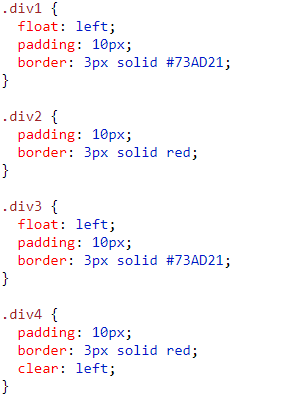 .div1 {
  float: left;
  padding: 10px;
  border: 3px solid #73AD21;
}

.div2 {
  padding: 10px;
  border: 3px solid red;
}

.div3 {
  float: left;
  padding: 10px;
  border: 3px solid #73AD21;
}

.div4 {
  padding: 10px;
  border: 3px solid red;
  clear: left;
}